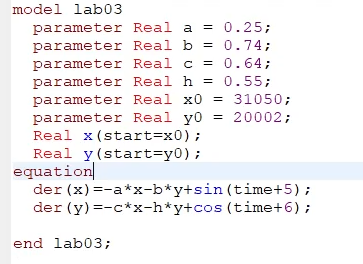 model lab03
  parameter Real a = 0.25;
  parameter Real b = 0.74;
  parameter Real c = 0.64;
  parameter Real h = 0.55;
  parameter Real x0 = 31050;
  parameter Real y0 = 20002;
  Real x(start=x0);
  Real y(start=y0);
equation
  der(x)=-a*x-b*y+sin(time+5);
  der(y)=-c*x-h*y+cos(time+6);
end lab03;